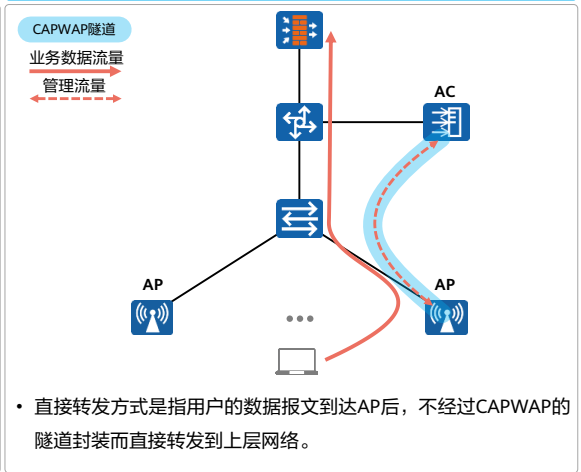 CAPWAP隧道
业务数据流量
管理流量
AC
AP
AP
• 直接转发方式是指用户的数据报文到达AP后，不经过CAPWAP的
隧道封装而直接转发到上层网络。